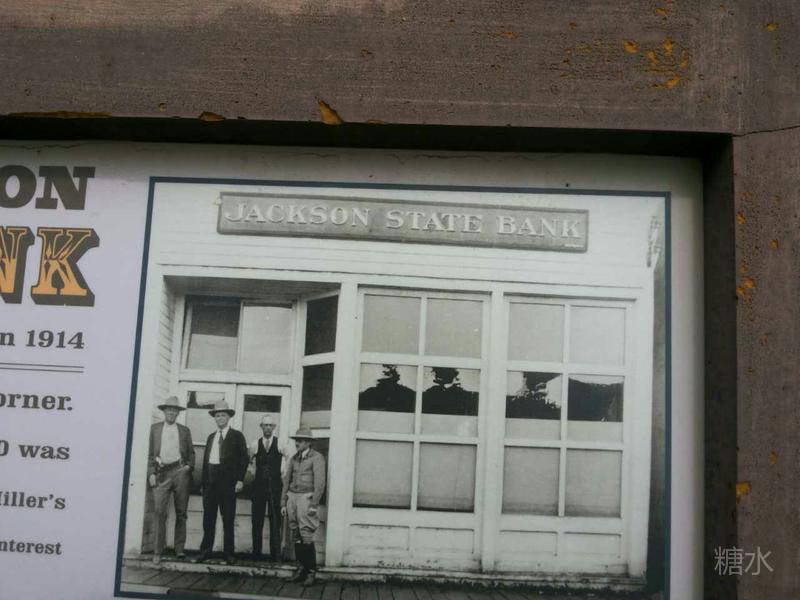 ON
NK
n 1914
orner.
0 was
Miller's
nterest
JACKSON STATE BANK
糖水